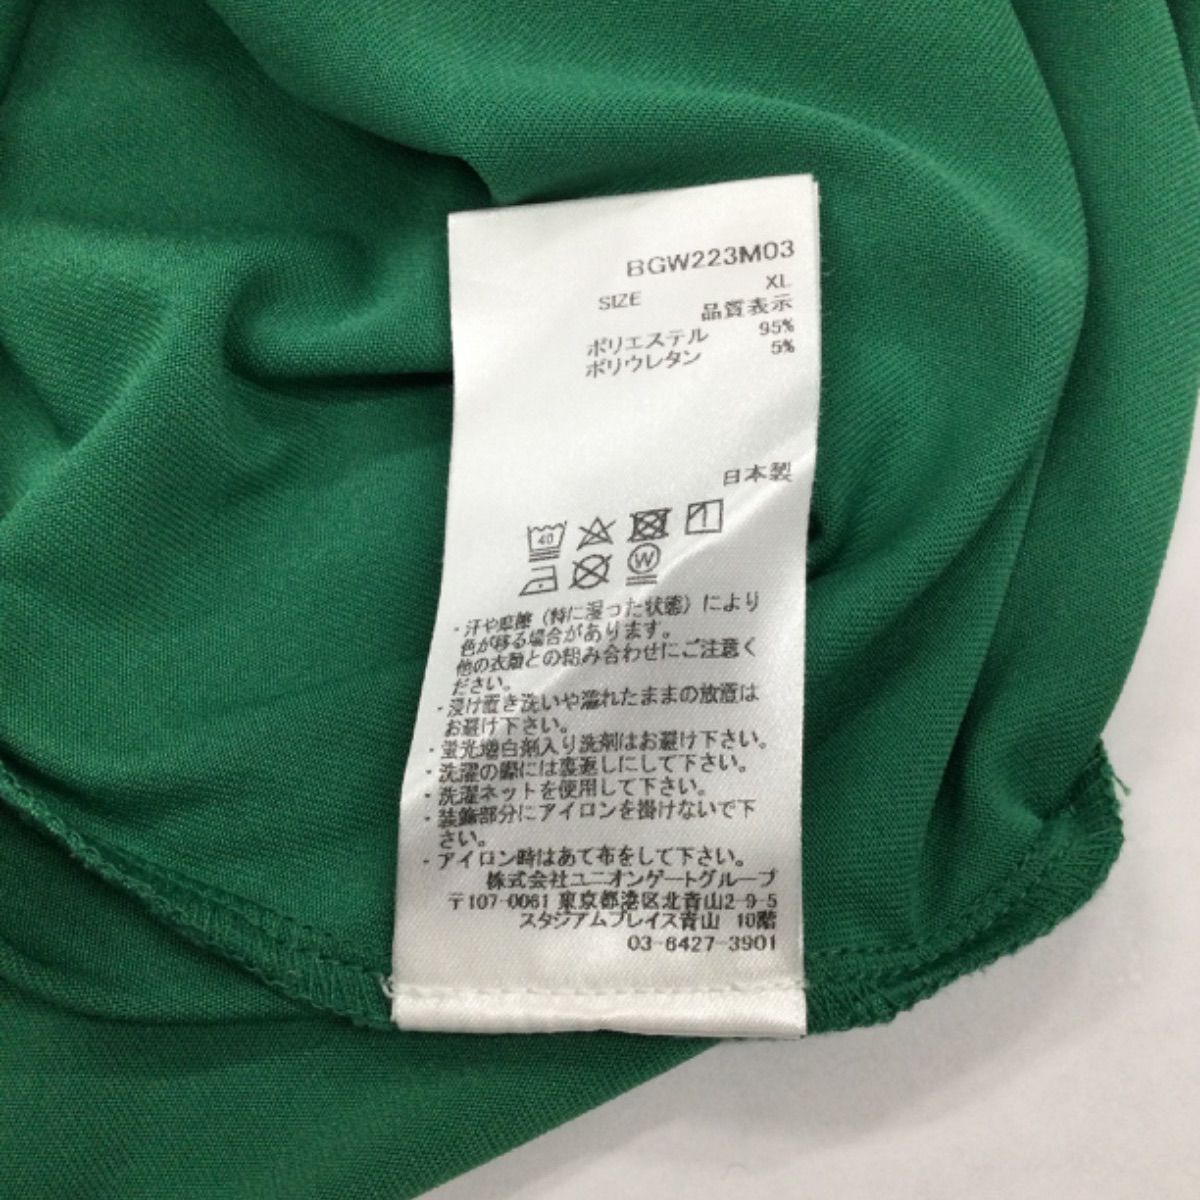 BGW223M03
SIZE XL
品質表示
ポリエステル 95%
ポリウレタン 5%
日本製
40
W
・汗や摩擦（特に湿った状態）により
色が移る場合があります。
他の衣類との組み合わせにご注意く
ださい。
・浸け置き洗いや濡れたままの放置は
お避け下さい。
・蛍光増白剤入り洗剤はお避け下さい。
・洗濯の際には裏返しにして下さい。
・洗濯ネットを使用して下さい。
・装飾部分にアイロンを掛けないで下
さい。
・アイロン時はあて布をして下さい。
株式会社ユニオンゲートグループ
〒107-0061 東京都港区北青山2-9-5
スタジアムプレイス青山 10階
03-6427-3901